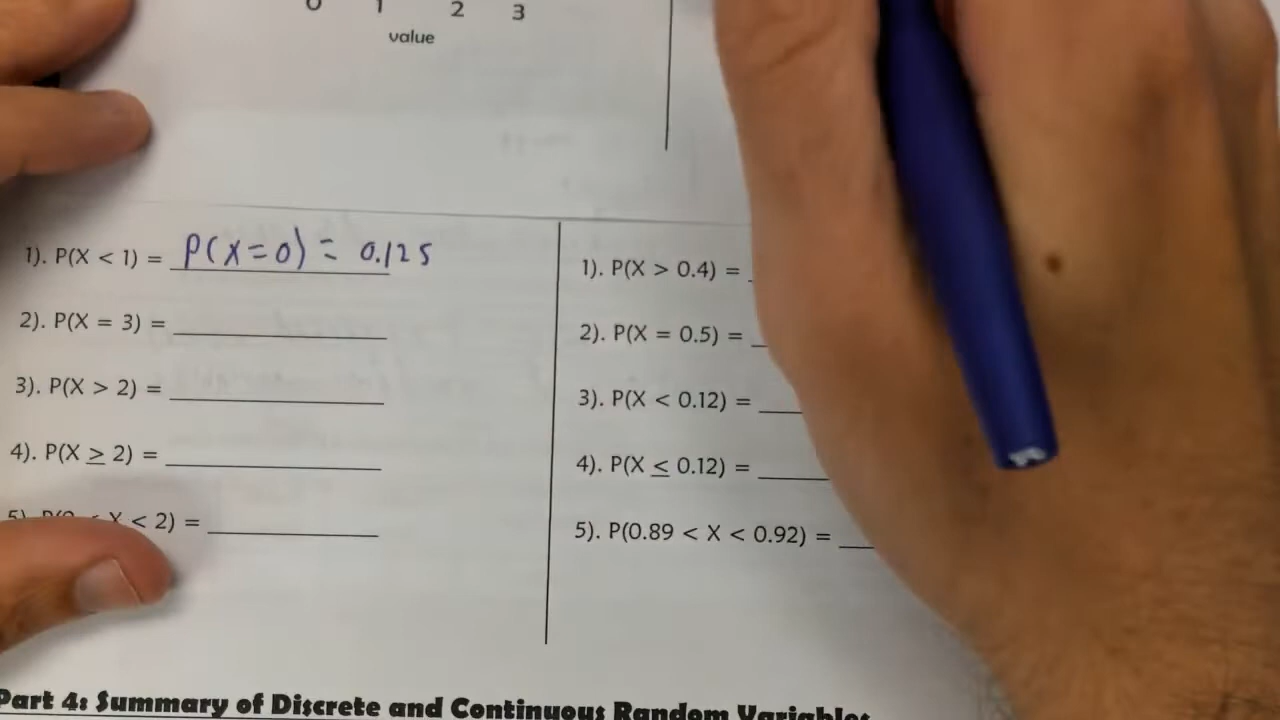 0 1 2 3
value
1). P(X < 1) = P(X=0) = 0.125
2). P(X = 3) =
3). P(X > 2) =
4). P(X ≥ 2) =
X < 2) =
1). P(X > 0.4) =
2). P(X = 0.5) =
3). P(X < 0.12) =
4). P(X ≤ 0.12) =
5). P(0.89 < X < 0.92) =
Part 4: Summary of Discrete and Continuous Random Variables